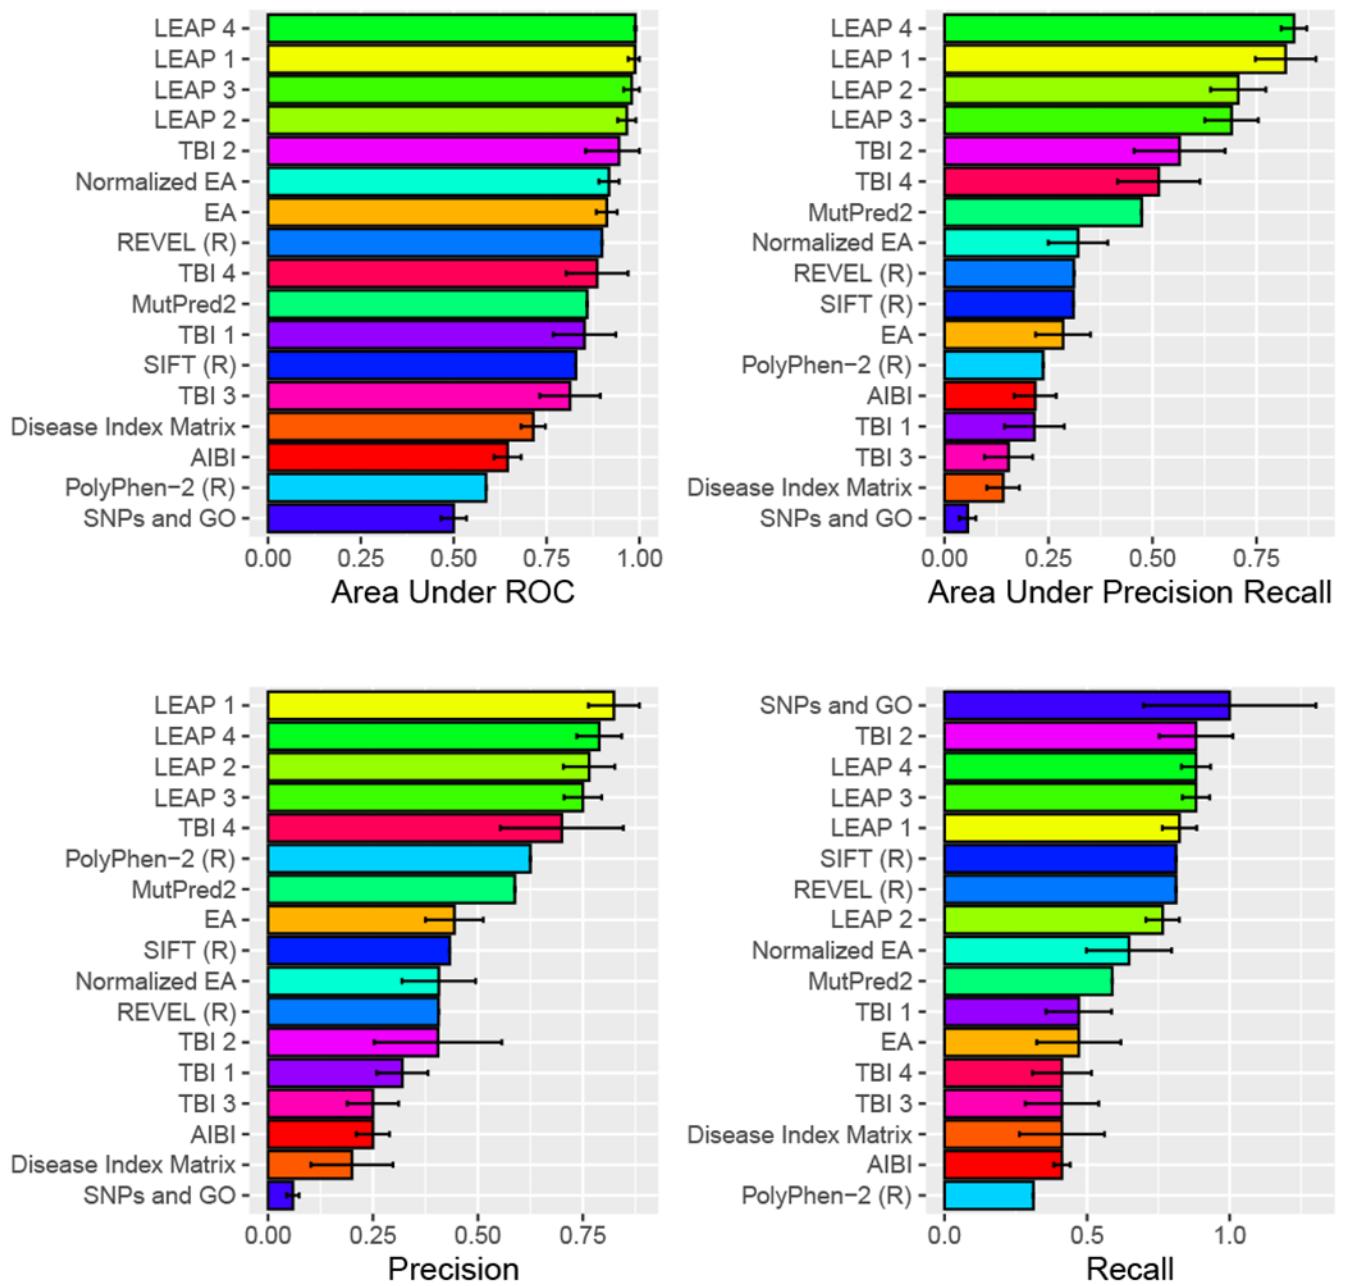 LEAP 4
LEAP 1
LEAP 3
LEAP 2
TBI 2
Normalized EA
EA
REVEL (R)
TBI 4
MutPred2
TBI 1
SIFT (R)
TBI 3
Disease Index Matrix
AIBI
PolyPhen−2 (R)
SNPs and GO
0.00 0.25 0.50 0.75 1.00
Area Under ROC
LEAP 4
LEAP 1
LEAP 2
LEAP 3
TBI 2
TBI 4
MutPred2
Normalized EA
REVEL (R)
SIFT (R)
EA
PolyPhen−2 (R)
AIBI
TBI 1
TBI 3
Disease Index Matrix
SNPs and GO
0.00 0.25 0.50 0.75
Area Under Precision Recall
LEAP 1
LEAP 4
LEAP 2
LEAP 3
TBI 4
PolyPhen−2 (R)
MutPred2
EA
SIFT (R)
Normalized EA
REVEL (R)
TBI 2
TBI 1
TBI 3
AIBI
Disease Index Matrix
SNPs and GO
0.00 0.25 0.50 0.75
Precision
SNPs and GO
TBI 2
LEAP 4
LEAP 3
LEAP 1
SIFT (R)
REVEL (R)
LEAP 2
Normalized EA
MutPred2
TBI 1
EA
TBI 4
TBI 3
Disease Index Matrix
AIBI
PolyPhen−2 (R)
0.0 0.5 1.0
Recall